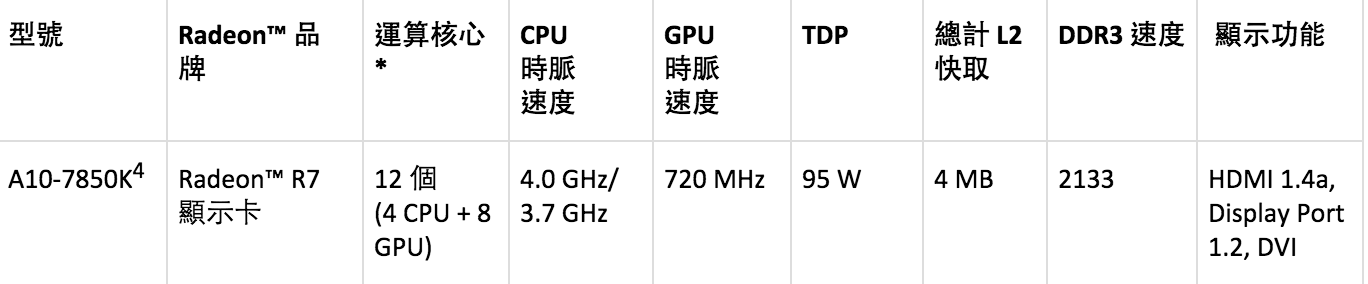 型號
Radeon™ 品
牌
運算核心
*
CPU
時脈
速度
GPU
時脈
速度
TDP
總計 L2
快取
DDR3 速度
顯示功能
A10-7850K⁴
Radeon™ R7
顯示卡
12 個
(4 CPU + 8
GPU)
4.0 GHz/
3.7 GHz
720 MHz
95 W
4 MB
2133
HDMI 1.4a,
Display Port
1.2, DVI